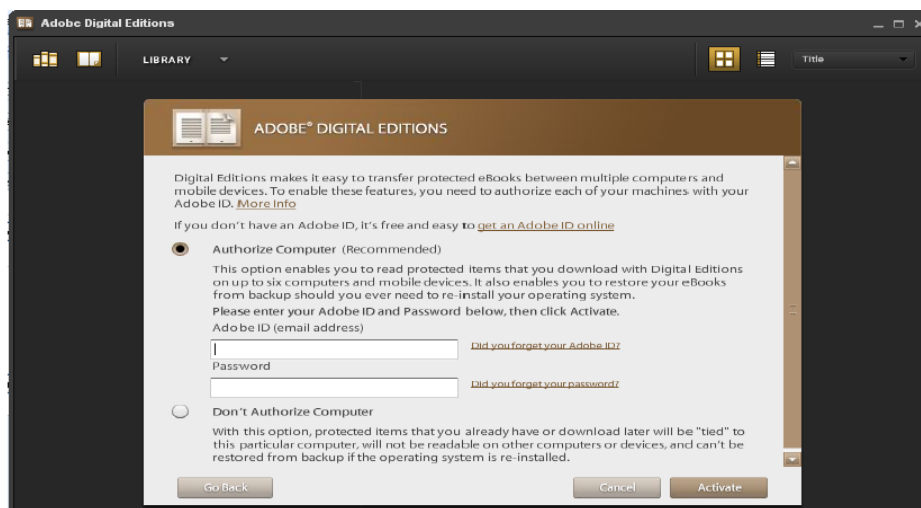 Adobe Digital Editions
LIBRARY
Title
ADOBE® DIGITAL EDITIONS
Digital Editions makes it easy to transfer protected eBooks between multiple computers and
mobile devices. To enable these features, you need to authorize each of your machines with your
Adobe ID. More Info
If you don't have an Adobe ID, it's free and easy to get an Adobe ID online
Authorize Computer (Recommended)
This option enables you to read protected items that you download with Digital Editions
on up to six computers and mobile devices. It also enables you to restore your eBooks
from backup should you ever need to re-install your operating system.
Please enter your Adobe ID and Password below, then click Activate.
Adobe ID (email address)
Did you forget your Adobe ID?
Password
Did you forget your password?
Don't Authorize Computer
With this option, protected items that you already have or download later will be "tied" to
this particular computer, will not be readable on other computers or devices, and can't be
restored from backup if the operating system is re-installed.
Go Back
Cancel
Activate